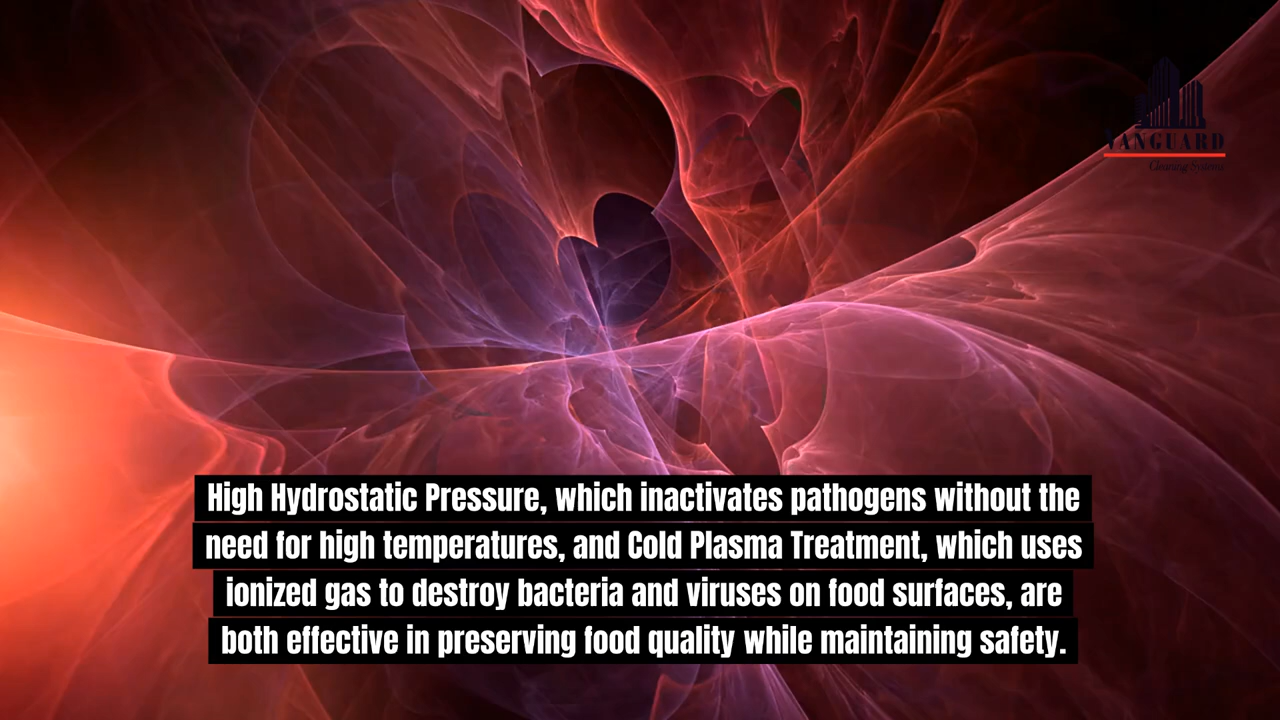 VANGUARD
Cleaning Systems
High Hydrostatic Pressure, which inactivates pathogens without the
need for high temperatures, and Cold Plasma Treatment, which uses
ionized gas to destroy bacteria and viruses on food surfaces, are
both effective in preserving food quality while maintaining safety.